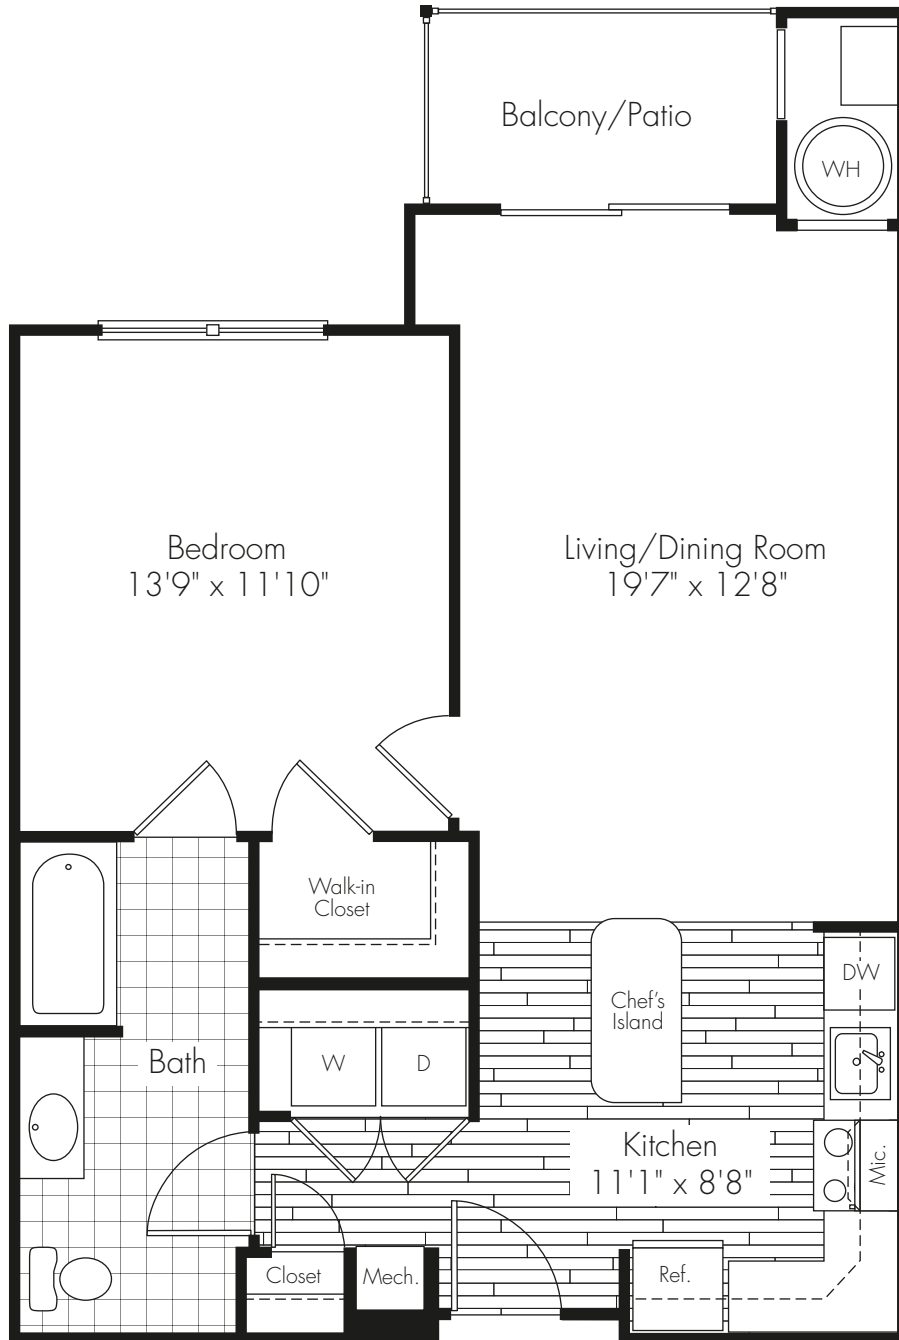 Balcony/Patio
WH
Bedroom
13'9" x 11'10"
Living/Dining Room
19'7" x 12'8"
Walk-in
Closet
DW
Chef's
Island
Bath
W
D
Kitchen
11'1" x 8'8"
Mic.
Closet
Mech.
Ref.